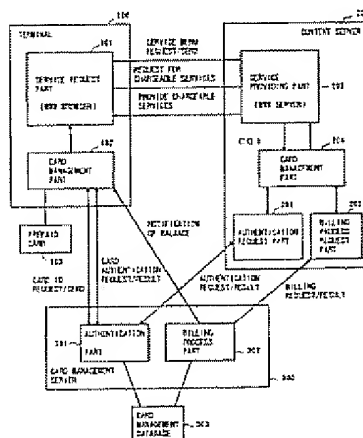 100
TERMINAL
101
SERVICE REQUEST
PART
(WEB BROWSER)
SERVICE MENU
REQUEST/SEND
REQUEST FOR
CHARGEABLE SERVICES
PROVIDE CHARGEABLE
SERVICES
CONTENT SERVER
SERVICE
PROVIDING PART
(WEB SERVER)
102
CARD
MANAGEMENT
PART
CARD
MANAGEMENT
PART
PREPAID
CARD
103
CARD ID
REQUEST/SEND
NOTIFICATION
OF BALANCE
CARD
AUTHENTICATION
REQUEST/RESULT
AUTHENTICATION
REQUEST PART
BILLING
PROCESS
REQUEST PART
AUTHENTICATION
REQUEST/RESULT
BILLING
REQUEST/RESULT
AUTHENTICATION
PART
BILLING
PROCESS
PART
CARD MANAGEMENT
SERVER
CARD
MANAGEMENT
DATABASE